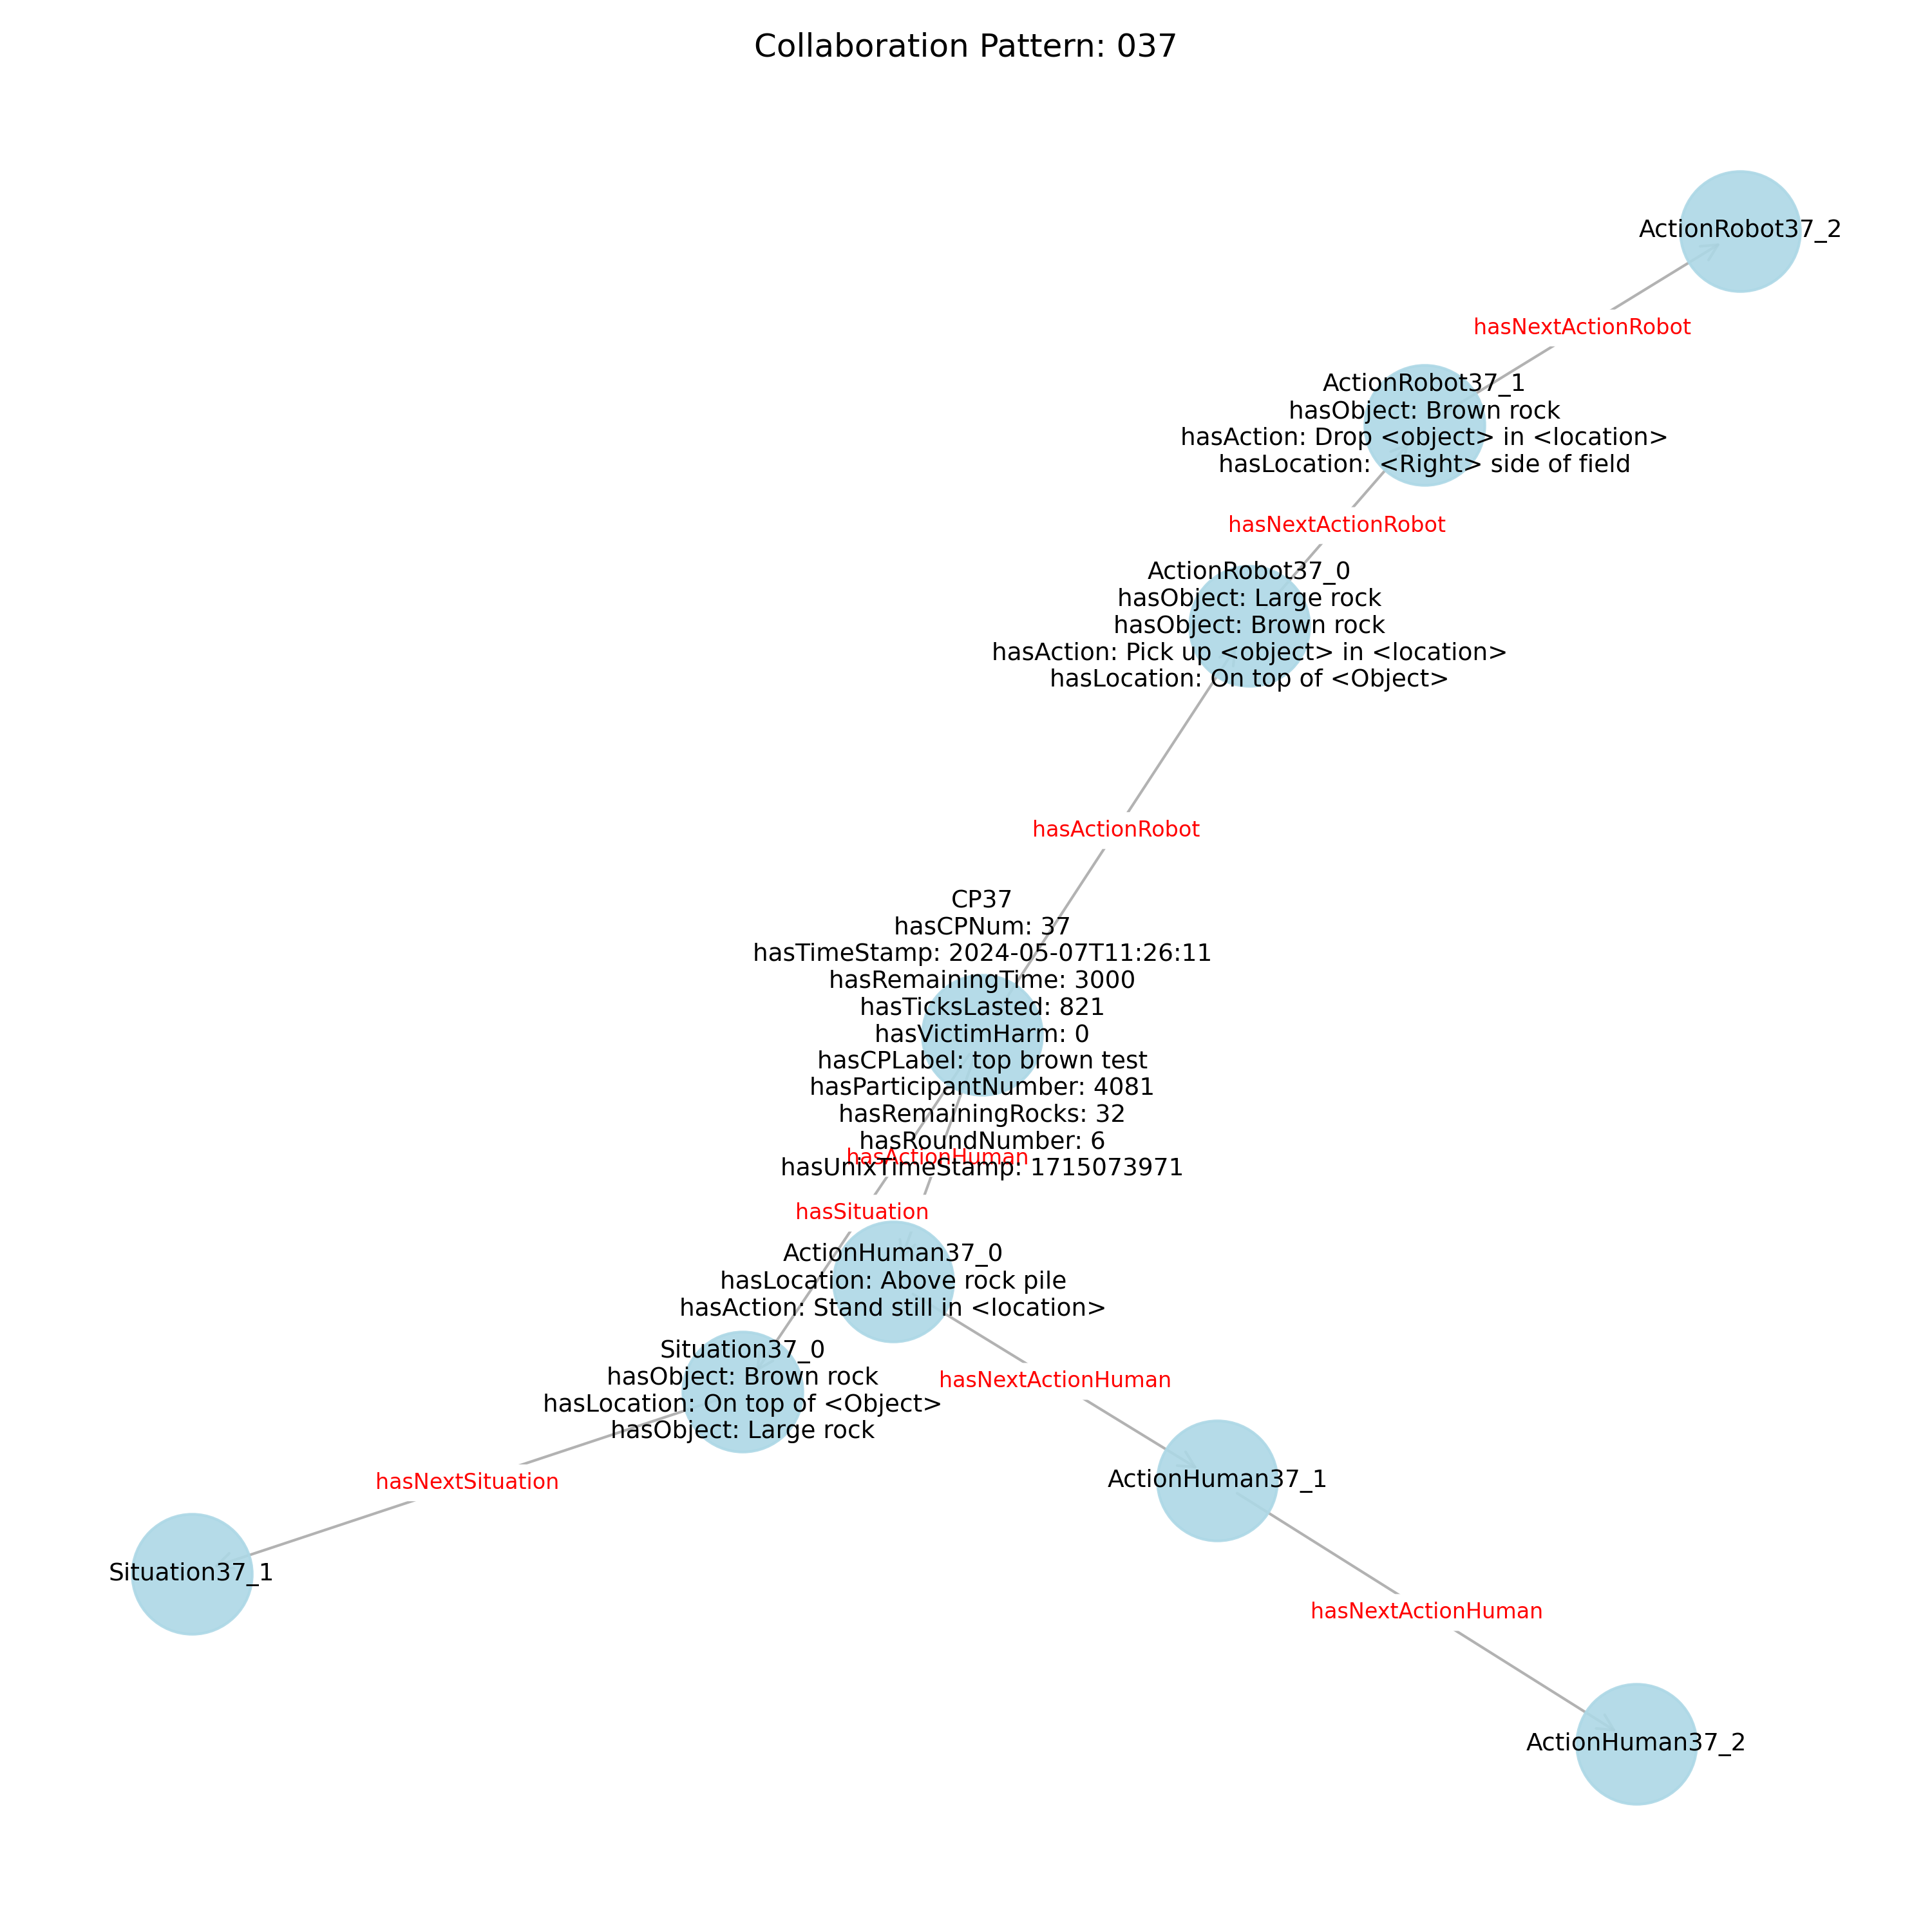 Collaboration Pattern: 037
ActionRobot37_2
hasNextActionRobot
ActionRobot37_1
hasObject: Brown rock
hasAction: Drop <object> in <location>
hasLocation: <Right> side of field
hasNextActionRobot
ActionRobot37_0
hasObject: Large rock
hasObject: Brown rock
hasAction: Pick up <object> in <location>
hasLocation: On top of <Object>
hasActionRobot
CP37
hasCPNum: 37
hasTimeStamp: 2024-05-07T11:26:11
hasRemainingTime: 3000
hasTicksLasted: 821
hasVictimHarm: 0
hasCPLabel: top brown test
hasParticipantNumber: 4081
hasRemainingRocks: 32
hasRoundNumber: 6
hasActionHuman
hasUnixTimeStamp: 1715073971
hasSituation
ActionHuman37_0
hasLocation: Above rock pile
hasAction: Stand still in <location>
Situation37_0
hasObject: Brown rock
hasLocation: On top of <Object>
hasObject: Large rock
hasNextActionHuman
hasNextSituation
ActionHuman37_1
Situation37_1
hasNextActionHuman
ActionHuman37_2